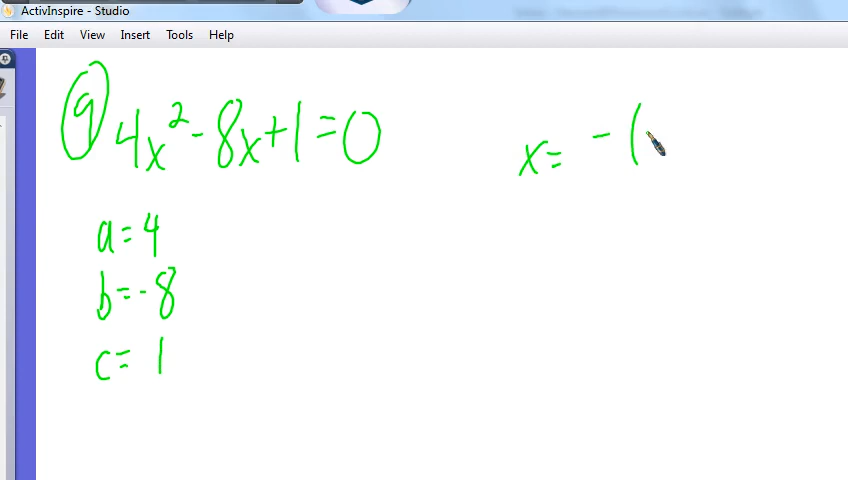 ActivInspire - Studio
File Edit View Insert Tools Help
9 4x² - 8x + 1 = 0
x = - (
a = 4
b = - 8
c = 1